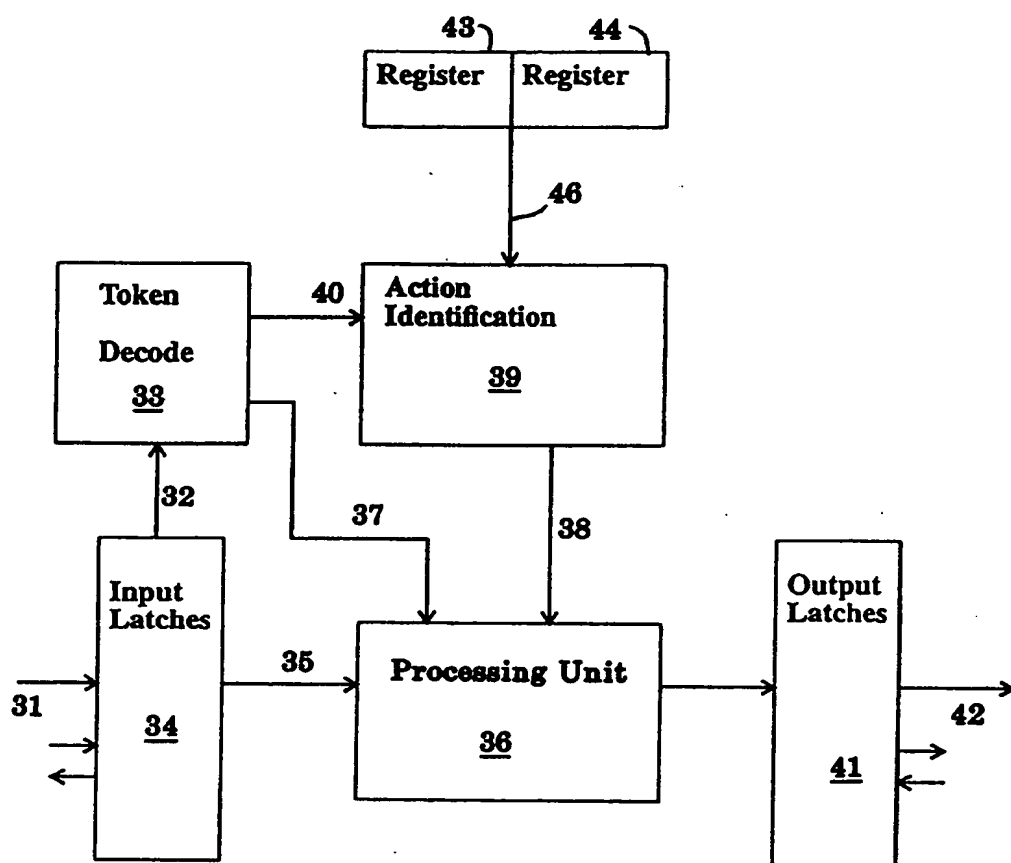 43 44
Register Register
46
Token
Decode
33
40
Action
Identification
39
32
37
38
Input
Latches
34
31
35
Processing Unit
36
Output
Latches
41
42